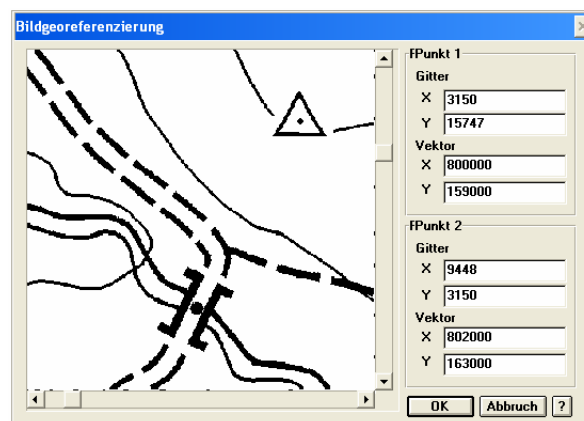 Bildgeoreferenzierung
fPunkt 1
Gitter
X 3150
Y 15747
Vektor
X 800000
Y 159000
fPunkt 2
Gitter
X 9448
Y 3150
Vektor
X 802000
Y 163000
OK Abbruch ?